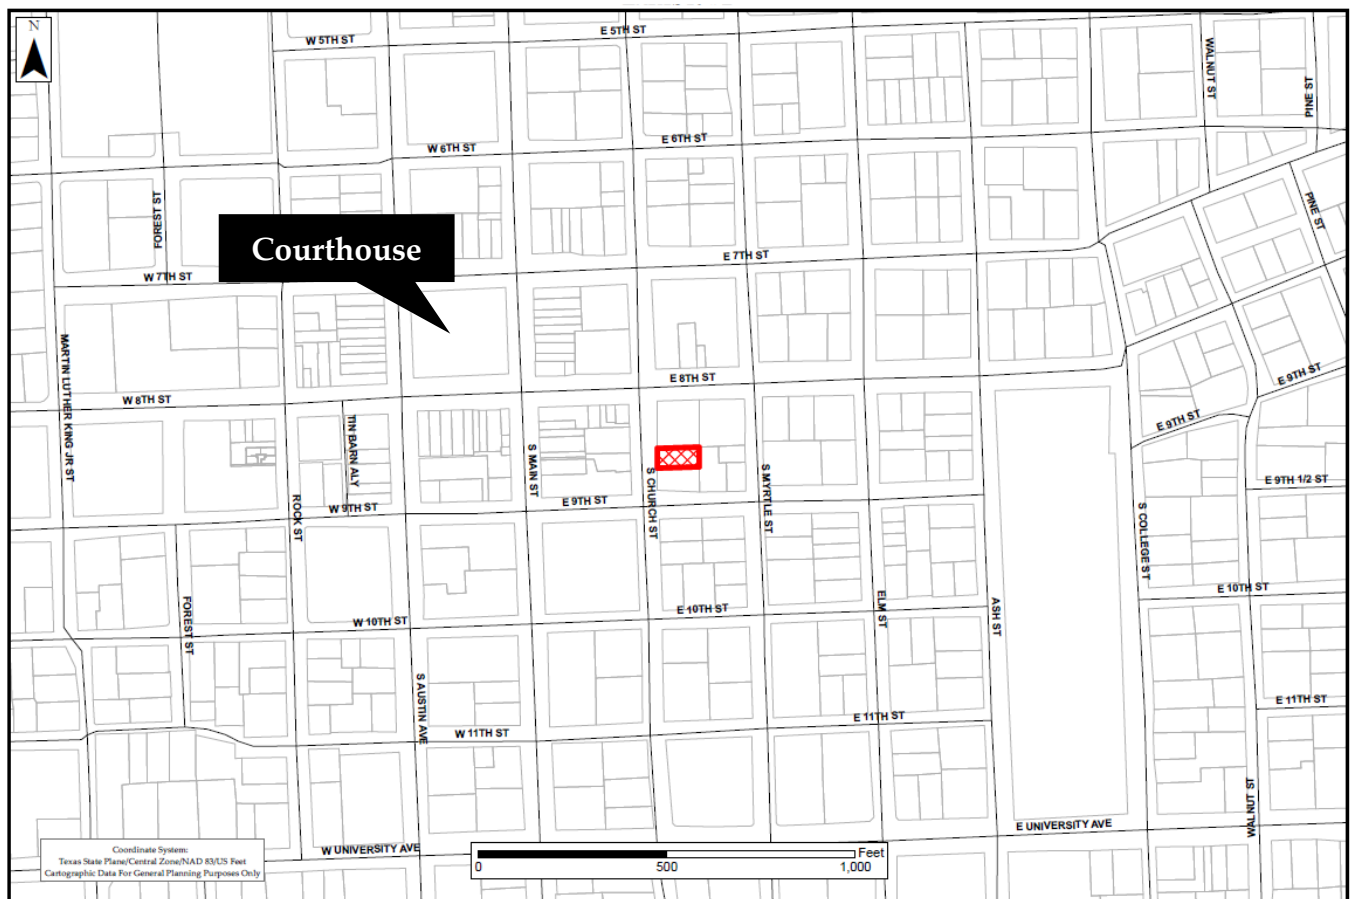 N
W 5TH ST
E 5TH ST
WALNUT ST
PINE ST
W 6TH ST
E 6TH ST
FOREST ST
PINE ST
Courthouse
W 7TH ST
E 7TH ST
MARTIN LUTHER KING JR ST
W 8TH ST
E 8TH ST
E 9TH ST
TIN BARN ALY
S MAIN ST
S CHURCH ST
S MYRTLE ST
E 9TH ST
ROCK ST
W 9TH ST
E 9TH ST
E 9TH 1/2 ST
S COLLEGE ST
FOREST ST
W 10TH ST
E 10TH ST
ELM ST
ASH ST
E 10TH ST
S AUSTIN AVE
W 11TH ST
E 11TH ST
E 11TH ST
WALNUT ST
W UNIVERSITY AVE
E UNIVERSITY AVE
Coordinate System:
Texas State Plane/Central Zone/NAD 83/US Feet
Cartographic Data For General Planning Purposes Only
Feet
0 500 1,000